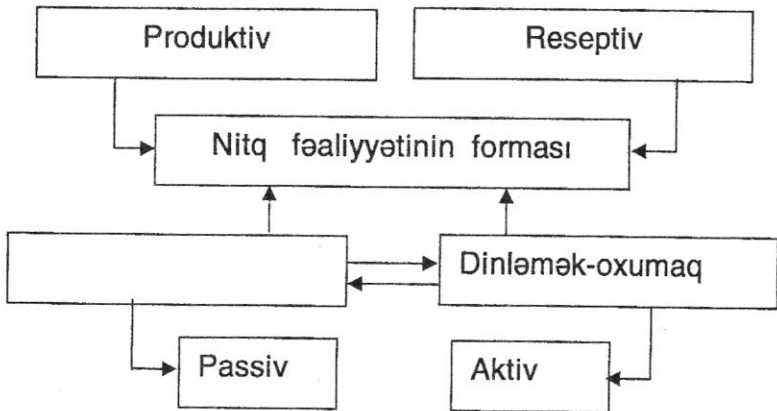 Produktiv
Reseptiv
Nitq fəaliyyətinin forması
Dinləmək-oxumaq
Passiv
Aktiv